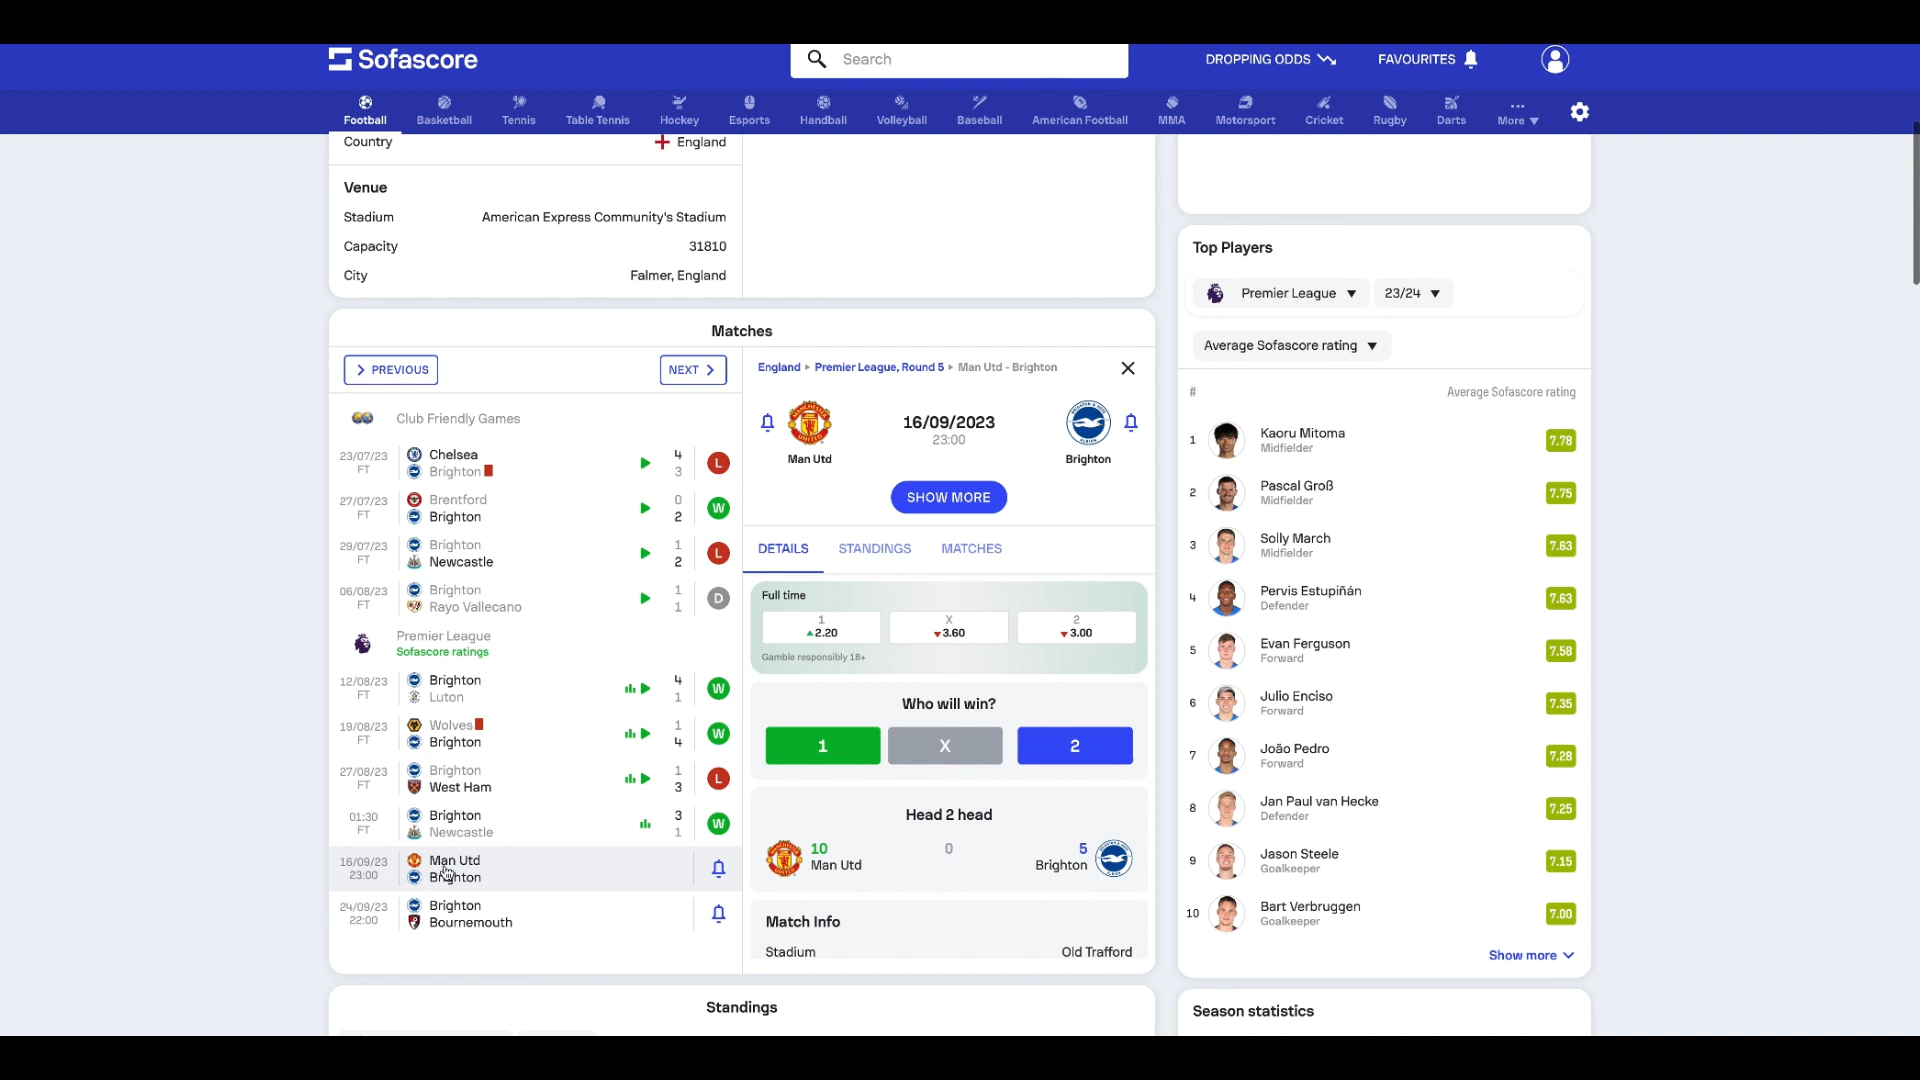 Sofascore
Search
DROPPING ODDS
FAVOURITES
Football
Basketball
Tennis
Table Tennis
Hockey
Esports
Handball
Volleyball
Baseball
American Football
MMA
Motorsport
Cricket
Rugby
Darts
More
Country England
Venue
Stadium American Express Community's Stadium
Capacity 31810
City Falmer, England
Matches
PREVIOUS
NEXT
Club Friendly Games
23/07/23 Chelsea 4
FT Brighton 3 L
27/07/23 Brentford 0
FT Brighton 2 W
29/07/23 Brighton 1
FT Newcastle 2 L
06/08/23 Brighton 1
FT Rayo Vallecano 1 D
Premier League
Sofascore ratings
12/08/23 Brighton 4
FT Luton 1 W
19/08/23 Wolves 1
FT Brighton 4 W
27/08/23 Brighton 1
FT West Ham 3 L
01:30 Brighton 3
FT Newcastle 1 W
16/09/23 Man Utd
23:00 Brighton
24/09/23 Brighton
22:00 Bournemouth
England Premier League, Round 5 Man Utd - Brighton
16/09/2023
23:00
Man Utd
Brighton
SHOW MORE
DETAILS STANDINGS MATCHES
Full time
1 X 2
2.20 3.60 3.00
Gamble responsibly 18+
Who will win?
1 X 2
Head 2 head
10 0 5
Man Utd Brighton
Match Info
Stadium Old Trafford
Standings
Top Players
Premier League 23/24
Average Sofascore rating
# Average Sofascore rating
1 Kaoru Mitoma 7.78
Midfielder
2 Pascal Groß 7.75
Midfielder
3 Solly March 7.63
Midfielder
4 Pervis Estupiñán 7.63
Defender
5 Evan Ferguson 7.58
Forward
6 Julio Enciso 7.35
Forward
7 João Pedro 7.28
Forward
8 Jan Paul van Hecke 7.25
Defender
9 Jason Steele 7.15
Goalkeeper
10 Bart Verbruggen 7.00
Goalkeeper
Show more
Season statistics